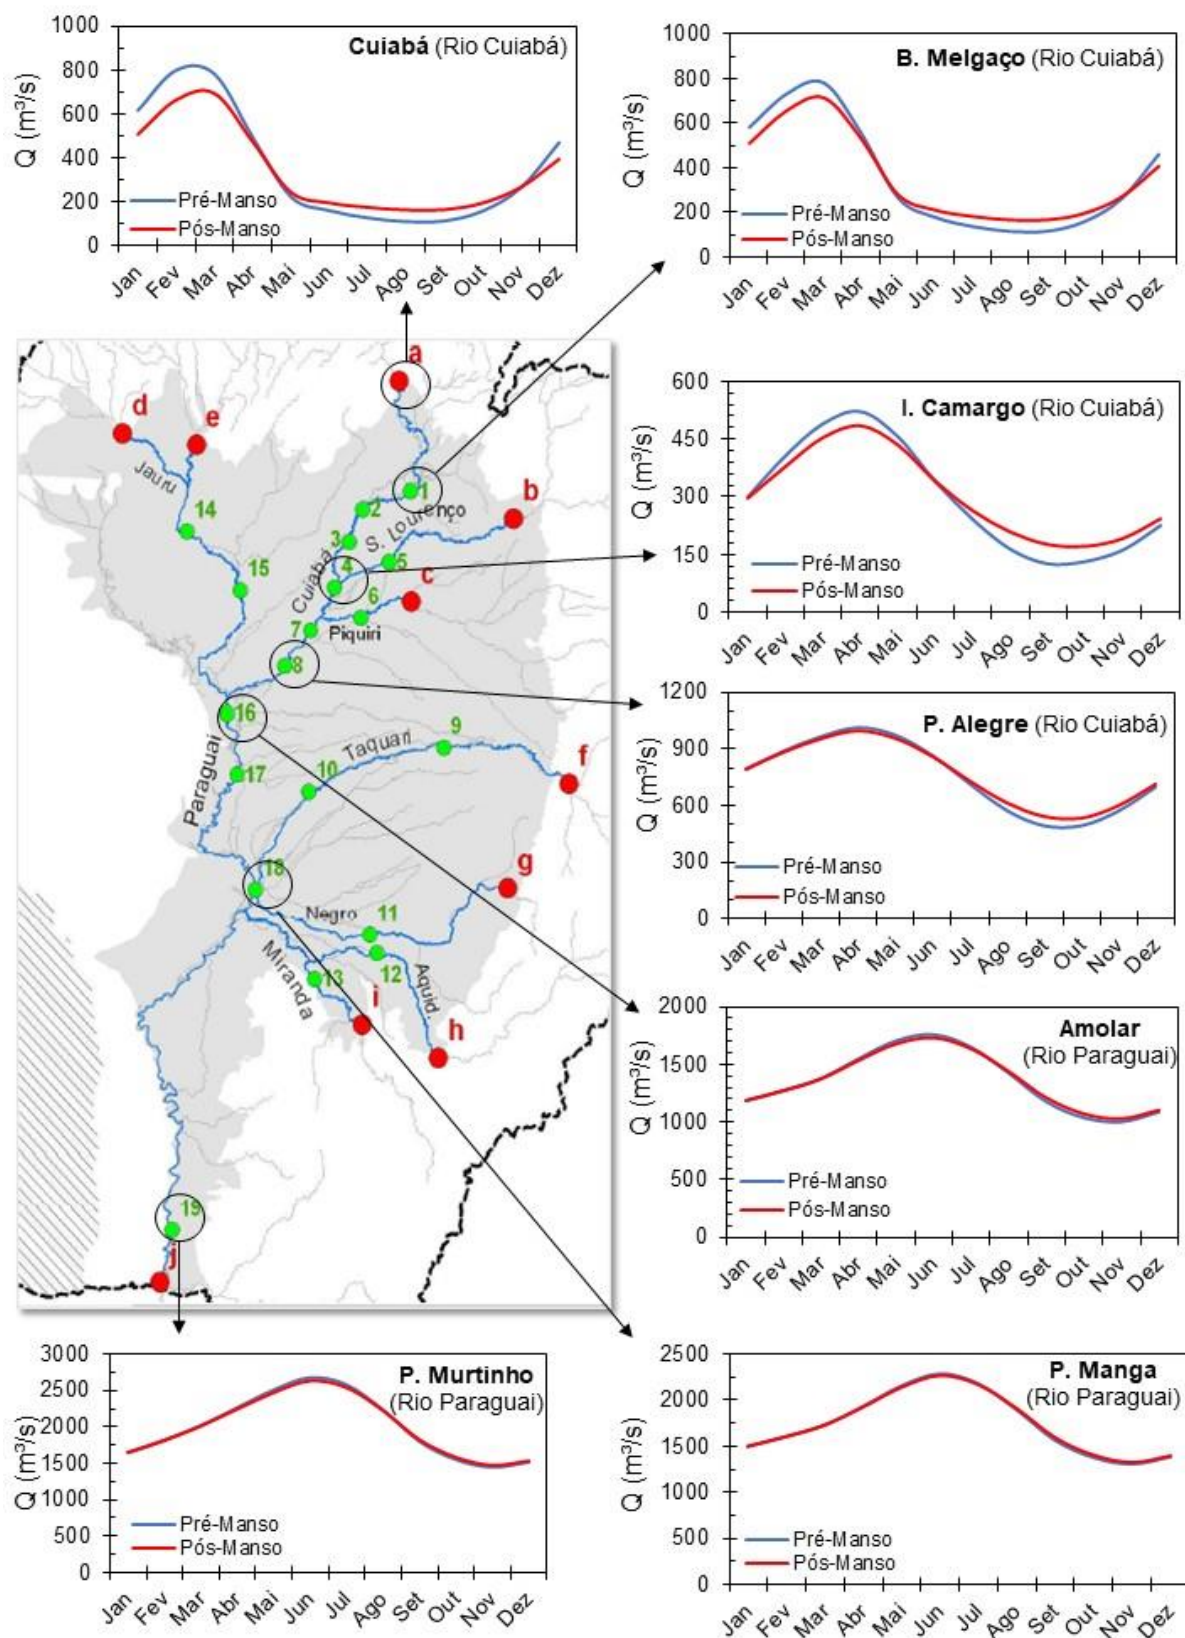 Cuiabá (Rio Cuiabá)
Q (m³/s)
1000
800
600
400
200
0
Pré-Manso
Pós-Manso
Jan Fev Mar Abr Mai Jun Jul Ago Set Out Nov Dez
B. Melgaço (Rio Cuiabá)
Q (m³/s)
1000
800
600
400
200
0
Pré-Manso
Pós-Manso
Jan Fev Mar Abr Mai Jun Jul Ago Set Out Nov Dez
a
d
e
Jauru
1
b
2
14
3
S. Lourenço
5
Cuiabá
4
c
15
6
7
Piquiri
8
16
Taquari
9
Paraguai
17
10
f
18
g
Negro
11
Miranda
12
13
Aquid.
i
h
19
j
I. Camargo (Rio Cuiabá)
Q (m³/s)
600
450
300
150
0
Pré-Manso
Pós-Manso
Jan Fev Mar Abr Mai Jun Jul Ago Set Out Nov Dez
P. Alegre (Rio Cuiabá)
Q (m³/s)
1200
900
600
300
0
Pré-Manso
Pós-Manso
Jan Fev Mar Abr Mai Jun Jul Ago Set Out Nov Dez
Amolar
(Rio Paraguai)
Q (m³/s)
2000
1500
1000
500
0
Pré-Manso
Pós-Manso
Jan Fev Mar Abr Mai Jun Jul Ago Set Out Nov Dez
P. Murtinho
(Rio Paraguai)
Q (m³/s)
3000
2500
2000
1500
1000
500
0
Pré-Manso
Pós-Manso
Jan Fev Mar Abr Mai Jun Jul Ago Set Out Nov Dez
P. Manga
(Rio Paraguai)
Q (m³/s)
2500
2000
1500
1000
500
0
Pré-Manso
Pós-Manso
Jan Fev Mar Abr Mai Jun Jul Ago Set Out Nov Dez